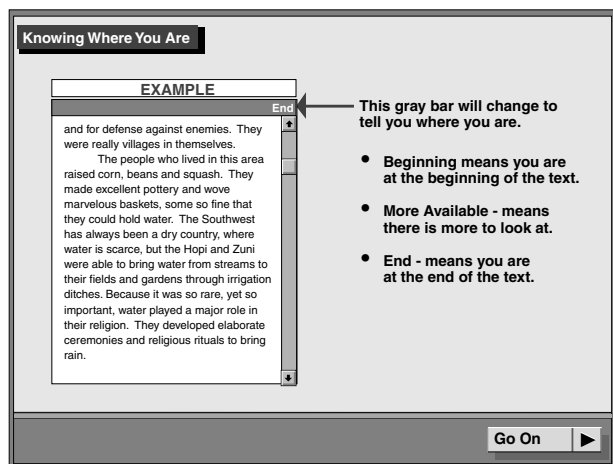 Knowing Where You Are
EXAMPLE
End
and for defense against enemies. They
were really villages in themselves.
The people who lived in this area
raised corn, beans and squash. They
made excellent pottery and wove
marvelous baskets, some so fine that
they could hold water. The Southwest
has always been a dry country, where
water is scarce, but the Hopi and Zuni
were able to bring water from streams to
their fields and gardens through irrigation
ditches. Because it was so rare, yet so
important, water played a major role in
their religion. They developed elaborate
ceremonies and religious rituals to bring
rain.
This gray bar will change to
tell you where you are.
• Beginning means you are
at the beginning of the text.
• More Available - means
there is more to look at.
• End - means you are
at the end of the text.
Go On